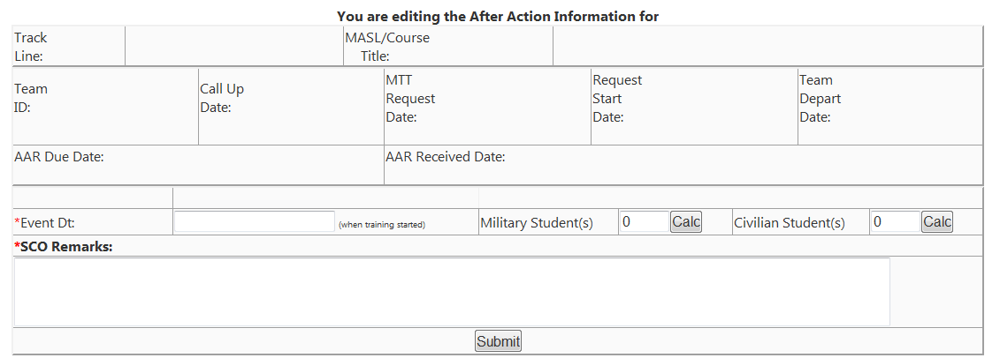 You are editing the After Action Information for
Track
Line:
MASL/Course
Title:
Team
ID:
Call Up
Date:
MTT
Request
Date:
Request
Start
Date:
Team
Depart
Date:
AAR Due Date:
AAR Received Date:
*Event Dt:
(when training started)
Military Student(s)
0
Calc
Civilian Student(s)
0
Calc
*SCO Remarks:
Submit